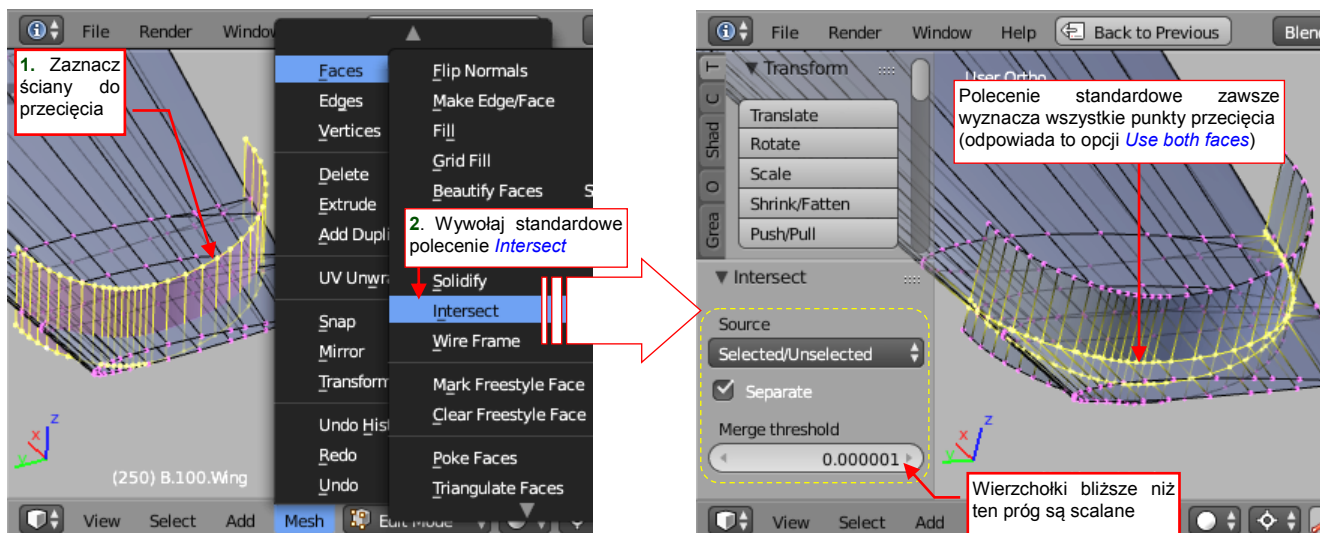 File Render Window
1. Zaznacz
ściany do
przecięcia
Faces
Edges
Vertices
Delete
Extrude
Add Dupli
UV Unwr
Snap
Mirror
Transform
Undo His
Redo
Undo
Flip Normals
Make Edge/Face
Fill
Grid Fill
Beautify Faces S
2. Wywołaj standardowe
polecenie Intersect
Solidify
Intersect
Wire Frame
Mark Freestyle Face
Clear Freestyle Face
Poke Faces
Triangulate Faces
z
x
y
(250) B.100.Wing
View Select Add Mesh Edit Mode
File Render Window Help Back to Previous Blen
T
U
Shad
O
Grea
Transform
Translate
Rotate
Scale
Shrink/Fatten
Push/Pull
User Ortho
Polecenie standardowe zawsze
wyznacza wszystkie punkty przecięcia
(odpowiada to opcji Use both faces)
Intersect
Source
Selected/Unselected
Separate
Merge threshold
0.000001
z
x
y
Wierzchołki bliższe niż
ten próg są scalane
View Select Add